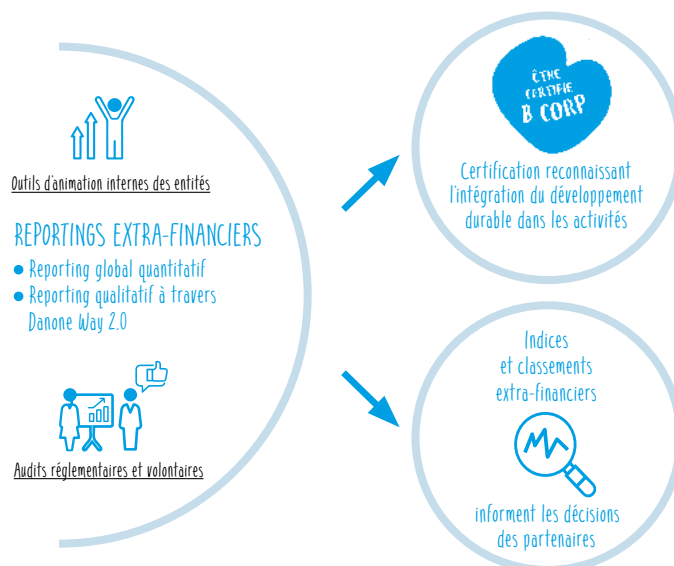 Outils d'animation internes des entités
REPORTINGS EXTRA-FINANCIERS
• Reporting global quantitatif
• Reporting qualitatif à travers
Danone Way 2.0
Audits réglementaires et volontaires
ÊTRE
CERTIFIÉ
B CORP
Certification reconnaissant
l'intégration du développement
durable dans les activités
Indices
et classements
extra-financiers
informent les décisions
des partenaires